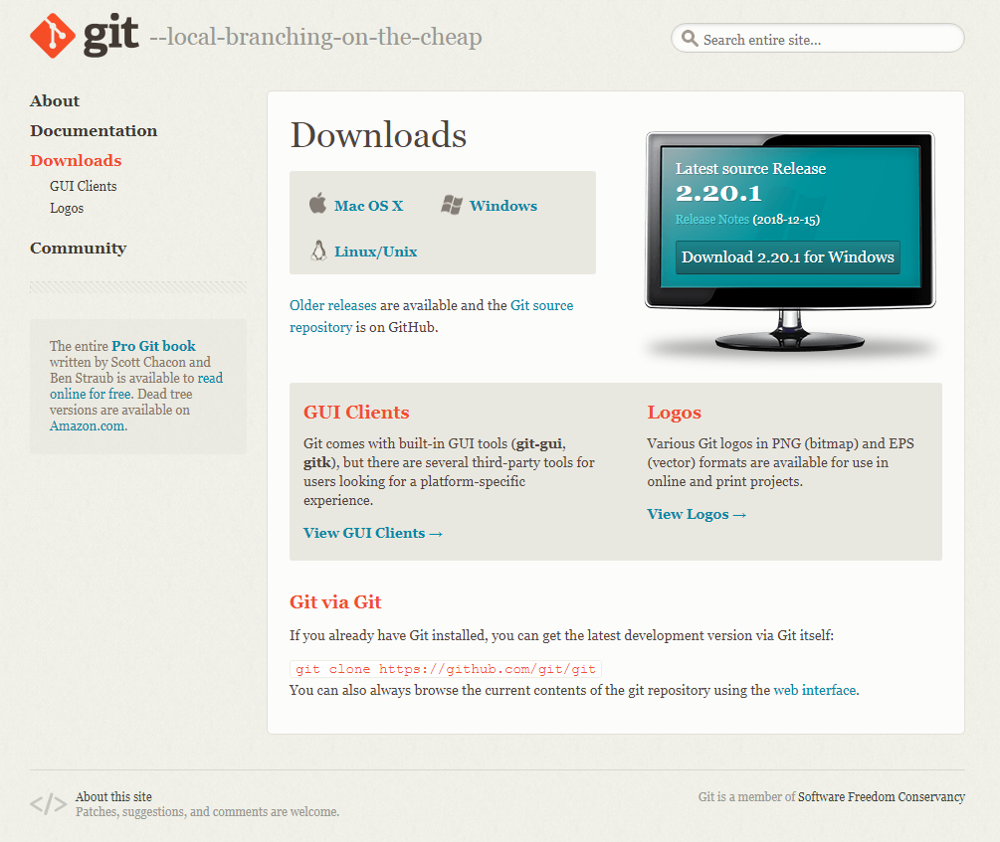 git --local-branching-on-the-cheap
Search entire site...
About
Documentation
Downloads
GUI Clients
Logos
Community
The entire Pro Git book
written by Scott Chacon and
Ben Straub is available to read
online for free. Dead tree
versions are available on
Amazon.com.
Downloads
Mac OS X
Windows
Linux/Unix
Older releases are available and the Git source
repository is on GitHub.
Latest source Release
2.20.1
Release Notes (2018-12-15)
Download 2.20.1 for Windows
GUI Clients
Git comes with built-in GUI tools (git-gui,
gitk), but there are several third-party tools for
users looking for a platform-specific
experience.
View GUI Clients →
Logos
Various Git logos in PNG (bitmap) and EPS
(vector) formats are available for use in
online and print projects.
View Logos →
Git via Git
If you already have Git installed, you can get the latest development version via Git itself:
git clone https://github.com/git/git
You can also always browse the current contents of the git repository using the web interface.
</> About this site
Patches, suggestions, and comments are welcome.
Git is a member of Software Freedom Conservancy